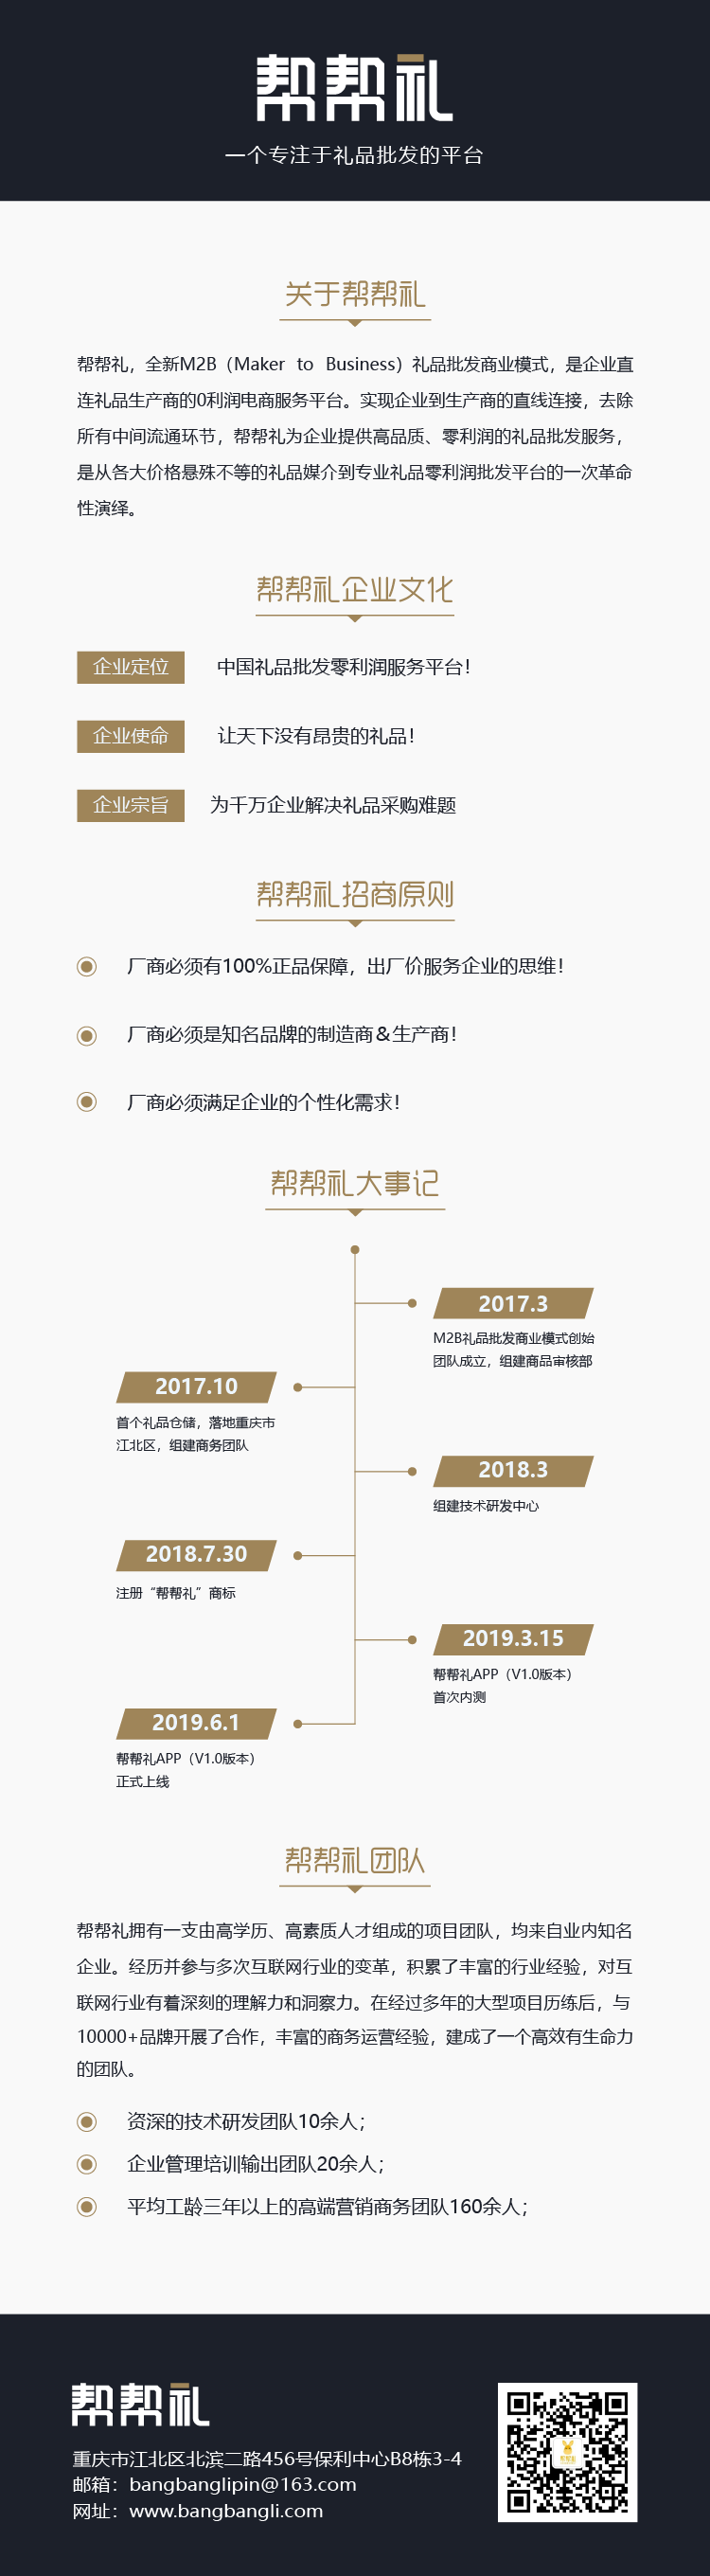 帮帮礼
一个专注于礼品批发的平台
关于帮帮礼
帮帮礼，全新M2B（Maker to Business）礼品批发商业模式，是企业直
连礼品生产商的0利润电商服务平台。实现企业到生产商的直线连接，去除
所有中间流通环节，帮帮礼为企业提供高品质、零利润的礼品批发服务，
是从各大价格悬殊不等的礼品媒介到专业礼品零利润批发平台的一次革命
性演绎。
帮帮礼企业文化
企业定位 中国礼品批发零利润服务平台！
企业使命 让天下没有昂贵的礼品！
企业宗旨 为千万企业解决礼品采购难题
帮帮礼招商原则
厂商必须有100%正品保障，出厂价服务企业的思维！
厂商必须是知名品牌的制造商＆生产商！
厂商必须满足企业的个性化需求！
帮帮礼大事记
2017.3
M2B礼品批发商业模式创始
团队成立，组建商品审核部
2017.10
首个礼品仓储，落地重庆市
江北区，组建商务团队
2018.3
组建技术研发中心
2018.7.30
注册“帮帮礼”商标
2019.3.15
帮帮礼APP（V1.0版本）
首次内测
2019.6.1
帮帮礼APP（V1.0版本）
正式上线
帮帮礼团队
帮帮礼拥有一支由高学历、高素质人才组成的项目团队，均来自业内知名
企业。经历并参与多次互联网行业的变革，积累了丰富的行业经验，对互
联网行业有着深刻的理解力和洞察力。在经过多年的大型项目历练后，与
10000+品牌开展了合作，丰富的商务运营经验，建成了一个高效有生命力
的团队。
资深的技术研发团队10余人；
企业管理培训输出团队20余人；
平均工龄三年以上的高端营销商务团队160余人；
帮帮礼
重庆市江北区北滨二路456号保利中心B8栋3-4
邮箱：bangbanglipin@163.com
网址：www.bangbangli.com